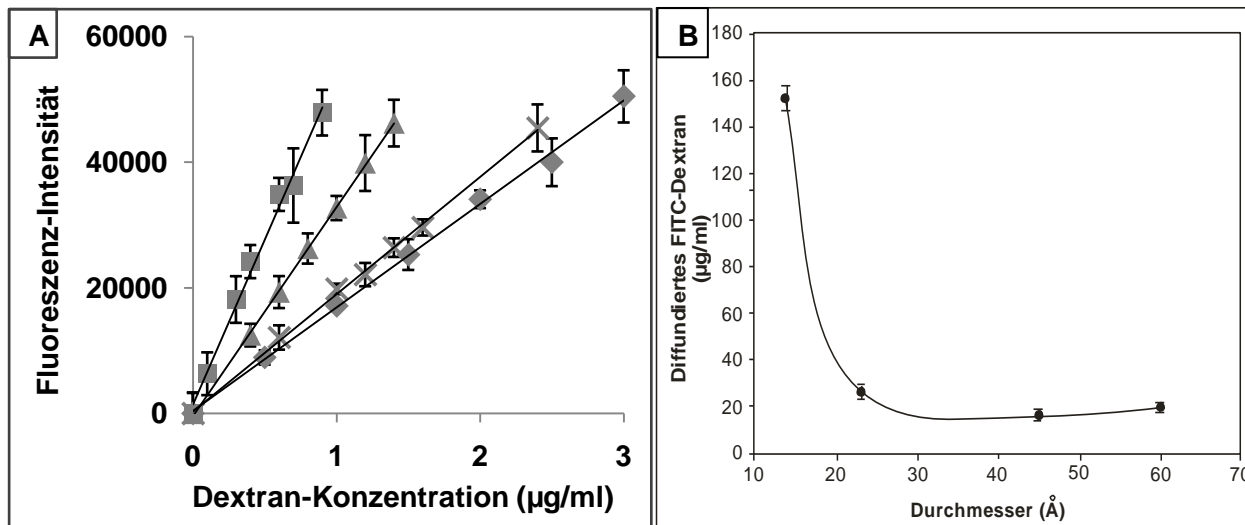 A
60000
40000
20000
0
Fluoreszenz-Intensität
0 1 2 3
Dextran-Konzentration (µg/ml)
B
180
160
140
120
100
80
60
40
20
0
Diffundiertes FITC-Dextran
(µg/ml)
10 20 30 40 50 60 70
Durchmesser (Å)